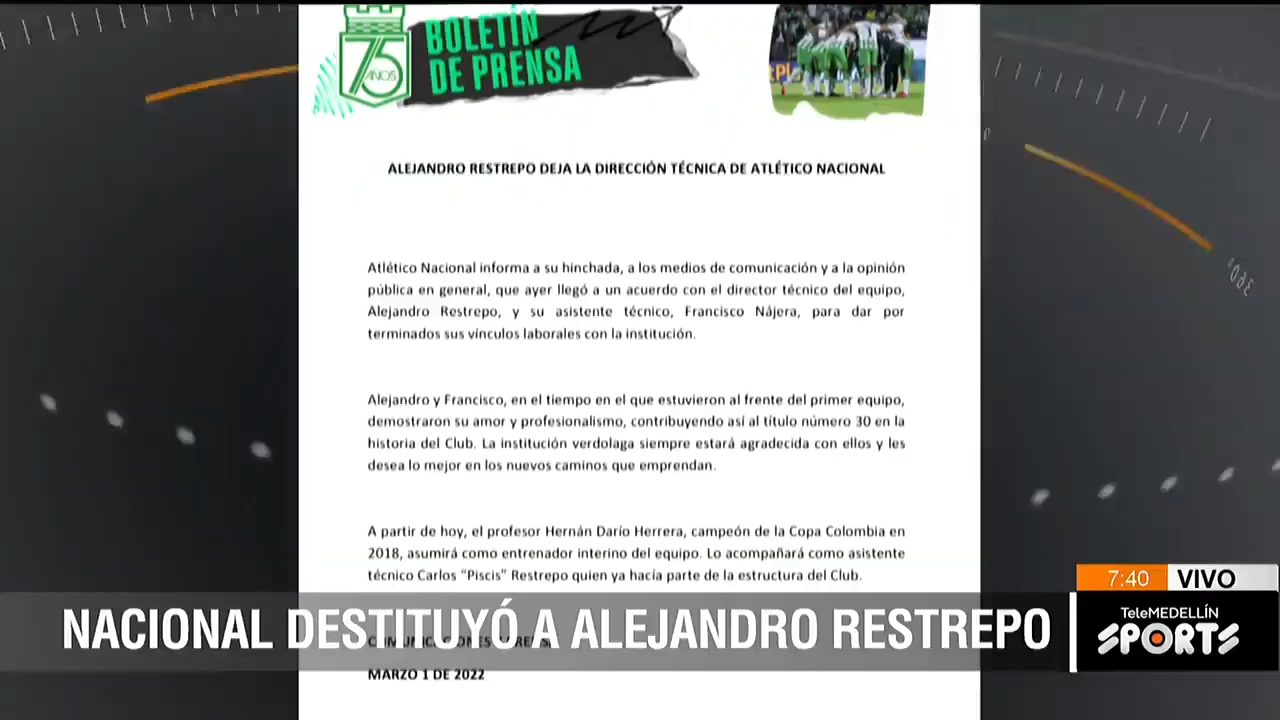 75
AÑOS
BOLETÍN
DE PRENSA
ALEJANDRO RESTREPO DEJA LA DIRECCIÓN TÉCNICA DE ATLÉTICO NACIONAL
Atlético Nacional informa a su hinchada, a los medios de comunicación y a la opinión
pública en general, que ayer llegó a un acuerdo con el director técnico del equipo,
Alejandro Restrepo, y su asistente técnico, Francisco Nájera, para dar por
terminados sus vínculos laborales con la institución.
Alejandro y Francisco, en el tiempo en el que estuvieron al frente del primer equipo,
demostraron su amor y profesionalismo, contribuyendo así al título número 30 en la
historia del Club. La institución verdolaga siempre estará agradecida con ellos y les
desea lo mejor en los nuevos caminos que emprendan.
A partir de hoy, el profesor Hernán Darío Herrera, campeón de la Copa Colombia en
2018, asumirá como entrenador interino del equipo. Lo acompañará como asistente
técnico Carlos “Piscis” Restrepo quien ya hacía parte de la estructura del Club.
NACIONAL DESTITUYÓ A ALEJANDRO RESTREPO
MARZO 1 DE 2022
7:40 VIVO
TeleMEDELLÍN
SPORTS
360°